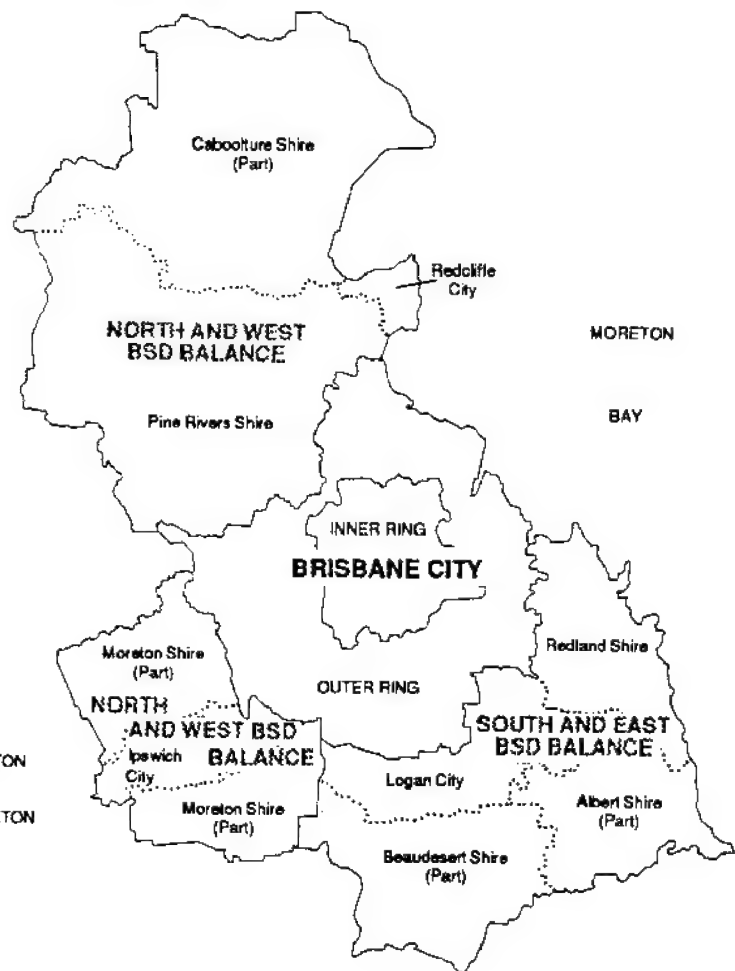 Caboolture Shire
(Part)
Redcliffe
City
NORTH AND WEST
BSD BALANCE
MORETON
BAY
Pine Rivers Shire
INNER RING
BRISBANE CITY
Moreton Shire
(Part)
Redland Shire
OUTER RING
NORTH
AND WEST BSD
BALANCE
SOUTH AND EAST
BSD BALANCE
Ipswich
City
Logan City
Moreton Shire
(Part)
Albert Shire
(Part)
Beaudesert Shire
(Part)